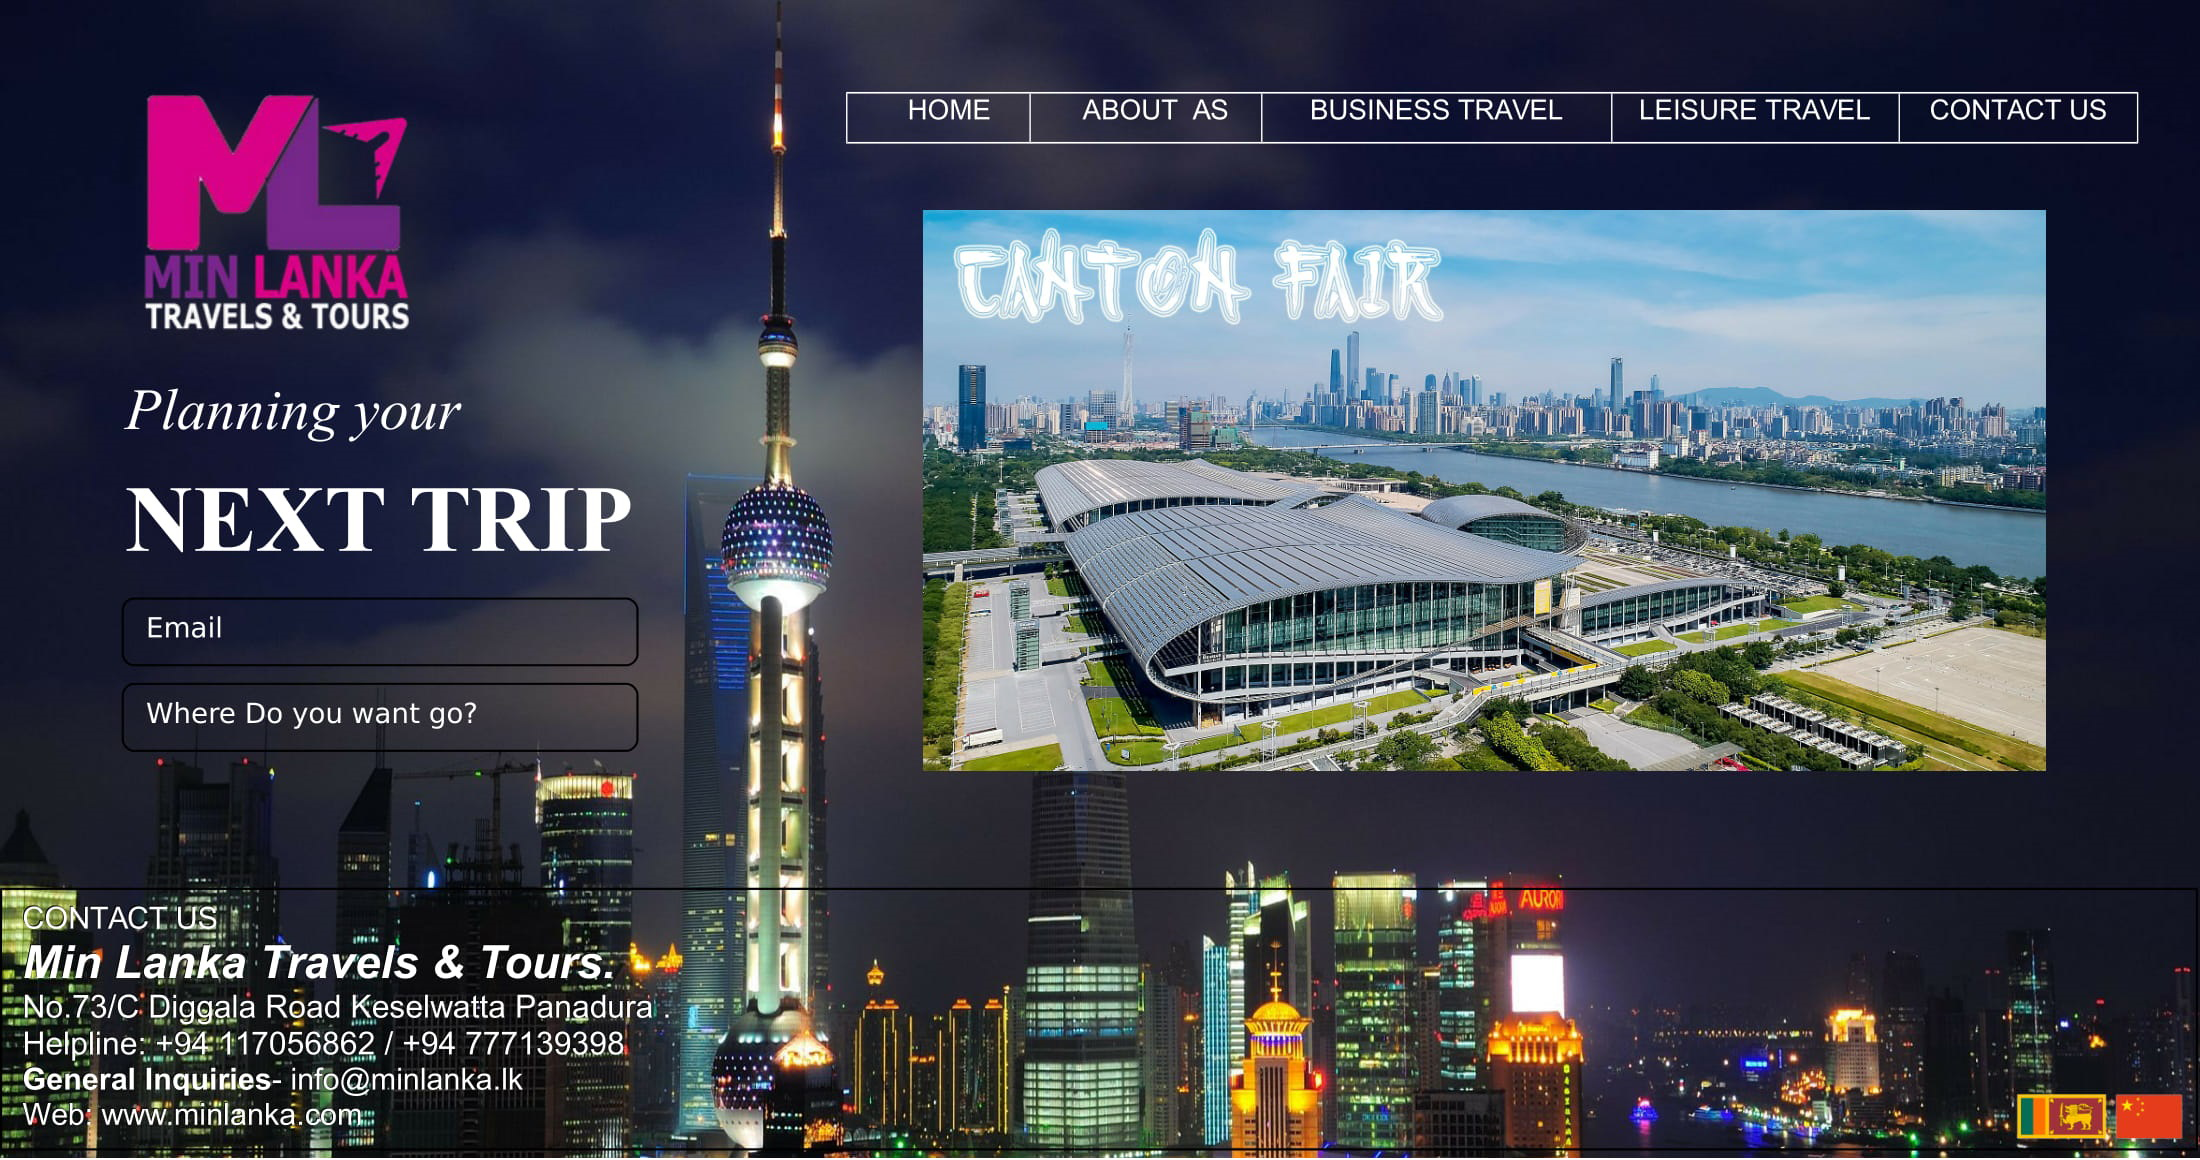 ML
MIN LANKA
TRAVELS & TOURS
HOME
ABOUT  AS
BUSINESS TRAVEL
LEISURE TRAVEL
CONTACT US
CANTON FAIR
Planning your
NEXT TRIP
Email
Where Do you want go?
AURORA
CONTACT US
Min Lanka Travels & Tours.
No.73/C Diggala Road Keselwatta Panadura .
Helpline: +94 117056862 / +94 777139398
General Inquiries- info@minlanka.lk
Web: www.minlanka.com